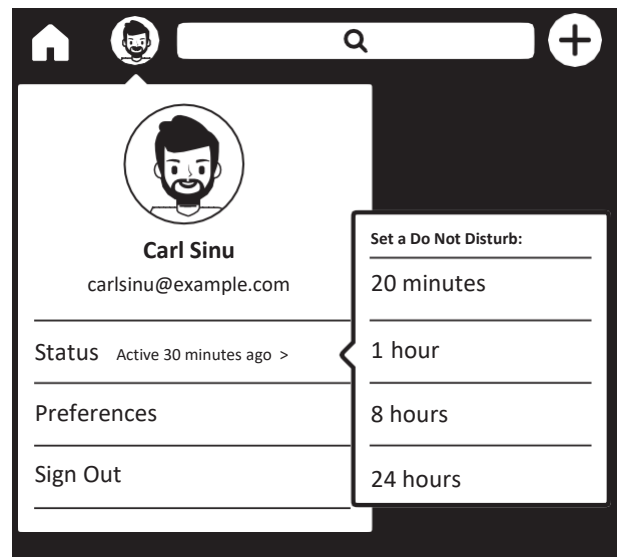 Carl Sinu
carlsinu@example.com
Status Active 30 minutes ago >
Preferences
Sign Out
Set a Do Not Disturb:
20 minutes
1 hour
8 hours
24 hours